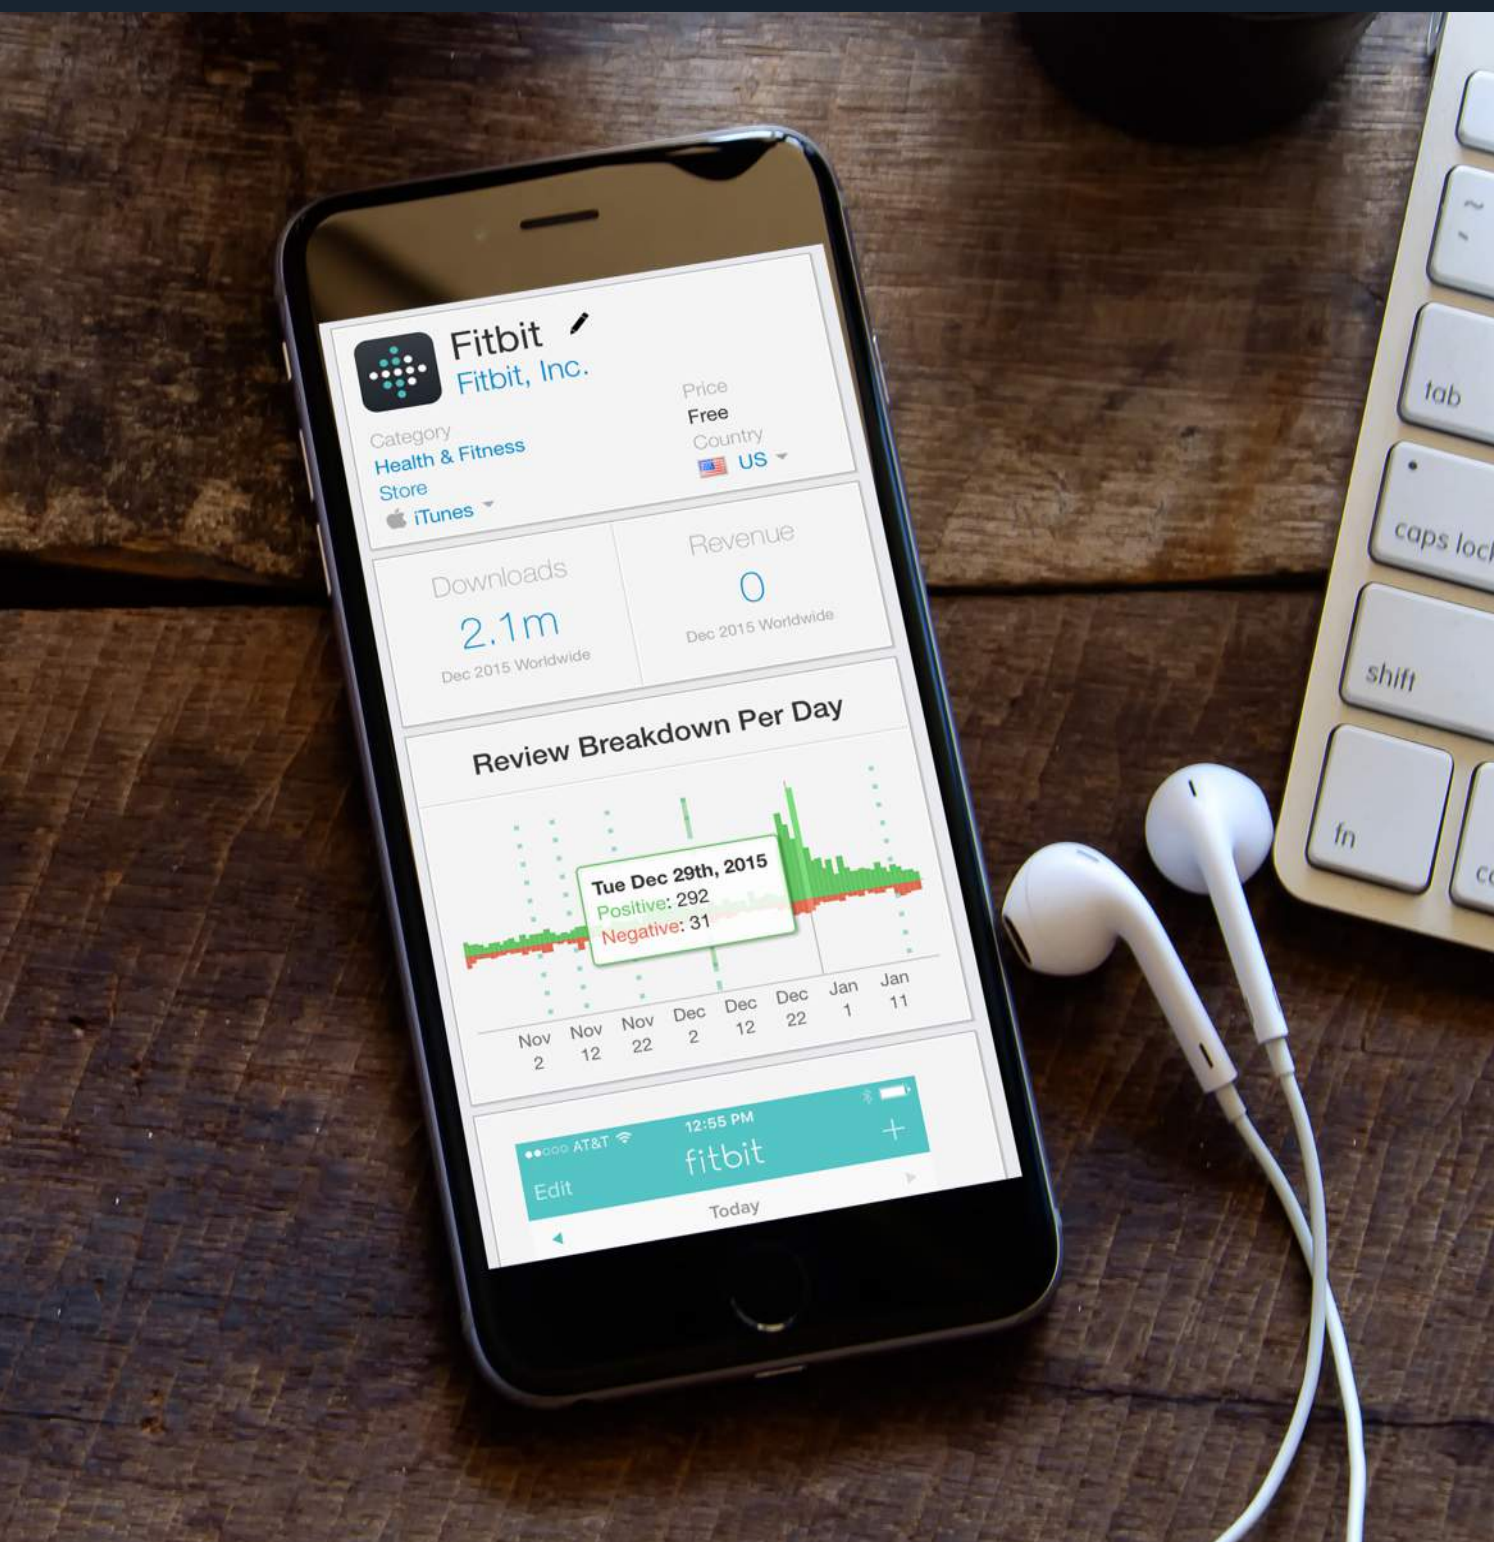 Fitbit
Fitbit, Inc.
Category
Health & Fitness
Store
iTunes
Price
Free
Country
US
Downloads
2.1m
Dec 2015 Worldwide
Revenue
0
Dec 2015 Worldwide
Review Breakdown Per Day
Tue Dec 29th, 2015
Positive: 292
Negative: 31
Nov 2
Nov 12
Nov 22
Dec 2
Dec 12
Dec 22
Jan 1
Jan 11
AT&T
12:55 PM
Edit
fitbit
+
Today
~
`
tab
caps loc
shift
fn